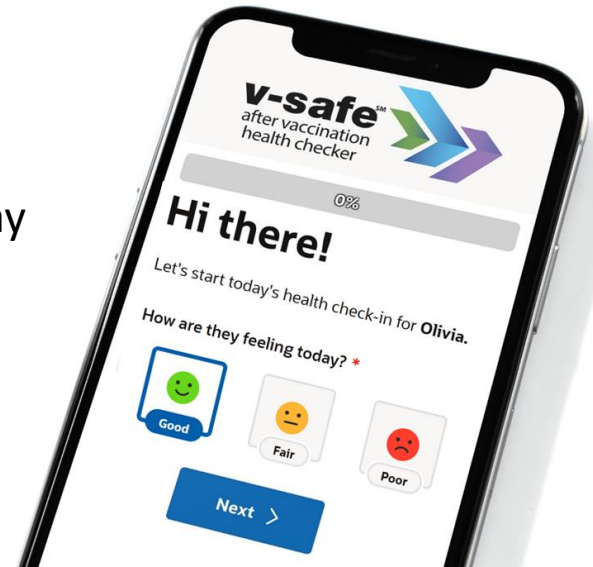 v-safe℠
after vaccination
health checker
0%
Hi there!
Let's start today's health check-in for Olivia.
How are they feeling today? *
Good
Fair
Poor
Next >